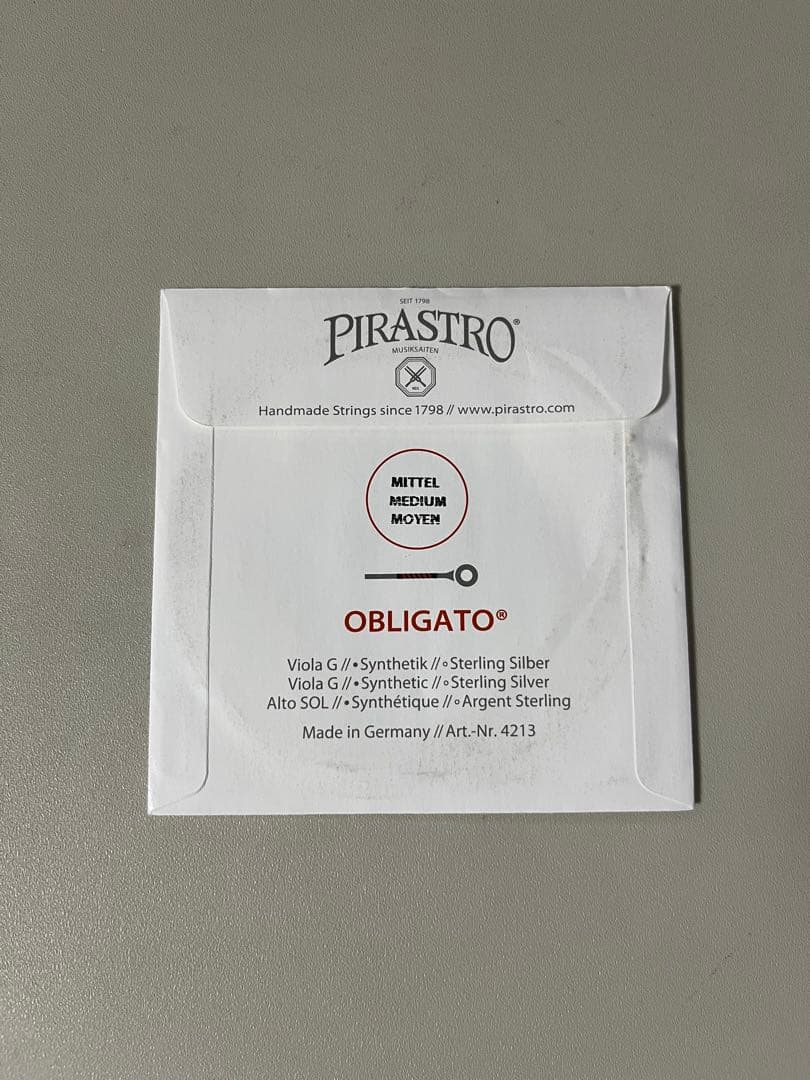 SEIT 1798
PIRASTRO®
MUSIKSAITEN
Handmade Strings since 1798 // www.pirastro.com
MITTEL
MEDIUM
MOYEN
OBLIGATO®
Viola G //•Synthetik //∘Sterling Silber
Viola G //•Synthetic //∘Sterling Silver
Alto SOL //•Synthétique //∘Argent Sterling
Made in Germany // Art.-Nr. 4213